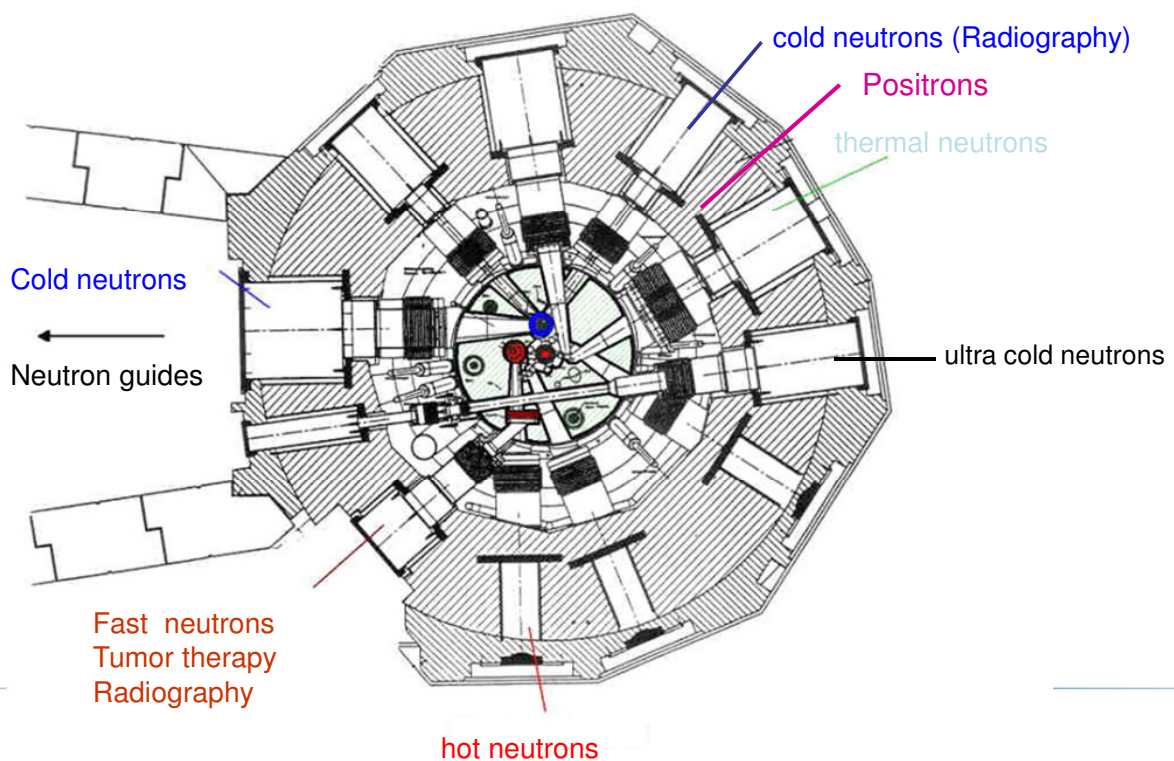 cold neutrons (Radiography)
Positrons
thermal neutrons
Cold neutrons
Neutron guides
ultra cold neutrons
Fast neutrons
Tumor therapy
Radiography
hot neutrons